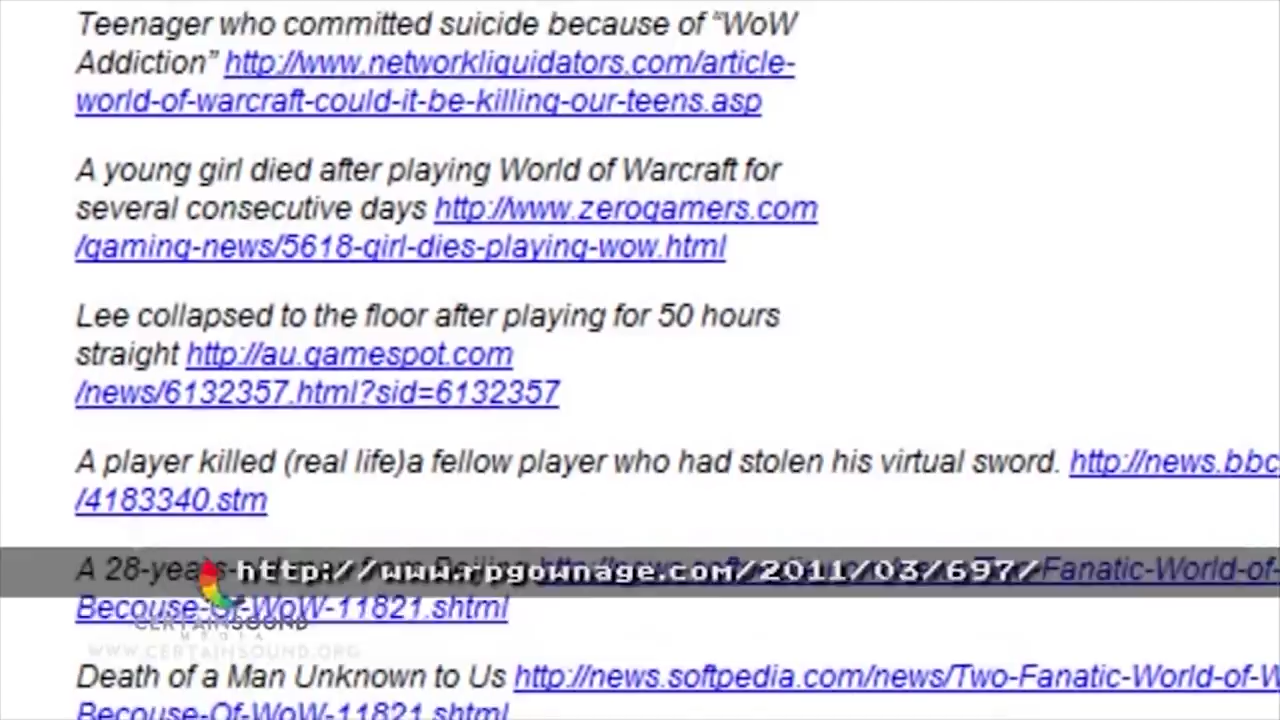 Teenager who committed suicide because of “WoW
Addiction” http://www.networkliquidators.com/article-
world-of-warcraft-could-it-be-killing-our-teens.asp
A young girl died after playing World of Warcraft for
several consecutive days http://www.zerogamers.com
/gaming-news/5618-girl-dies-playing-wow.html
Lee collapsed to the floor after playing for 50 hours
straight http://au.gamespot.com
/news/6132357.html?sid=6132357
A player killed (real life)a fellow player who had stolen his virtual sword. http://news.bbc
/4183340.stm
A 28-years-
http://www.rpgownage.com/2011/03/697/
-Fanatic-World-of-
Becouse-Of-WoW-11821.shtml
CERTAINSOUND
MEDIA
WWW.CERTAINSOUND.ORG
Death of a Man Unknown to Us http://news.softpedia.com/news/Two-Fanatic-World-of-W
Becouse-Of-WoW-11821.shtml